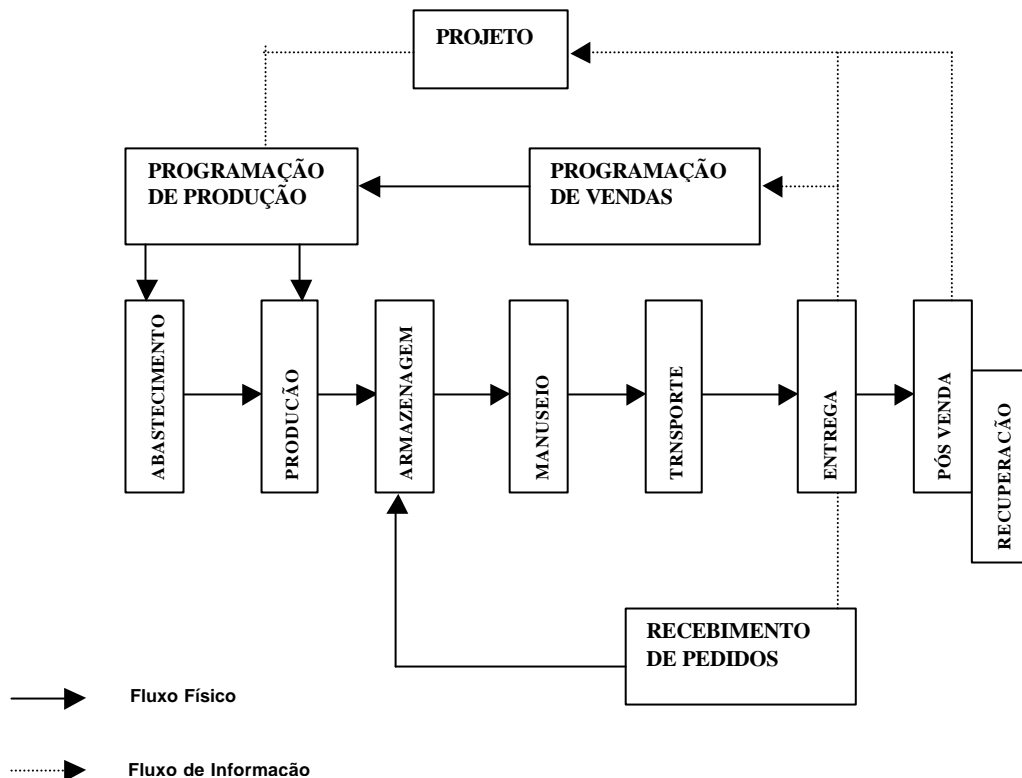 PROJETO
PROGRAMAÇÃO
DE PRODUÇÃO
PROGRAMAÇÃO
DE VENDAS
ABASTECIMENTO
PRODUCÃO
ARMAZENAGEM
MANUSEIO
TRNSPORTE
ENTREGA
PÓS VENDA
RECUPERACÃO
RECEBIMENTO
DE PEDIDOS
Fluxo Físico
Fluxo de Informação